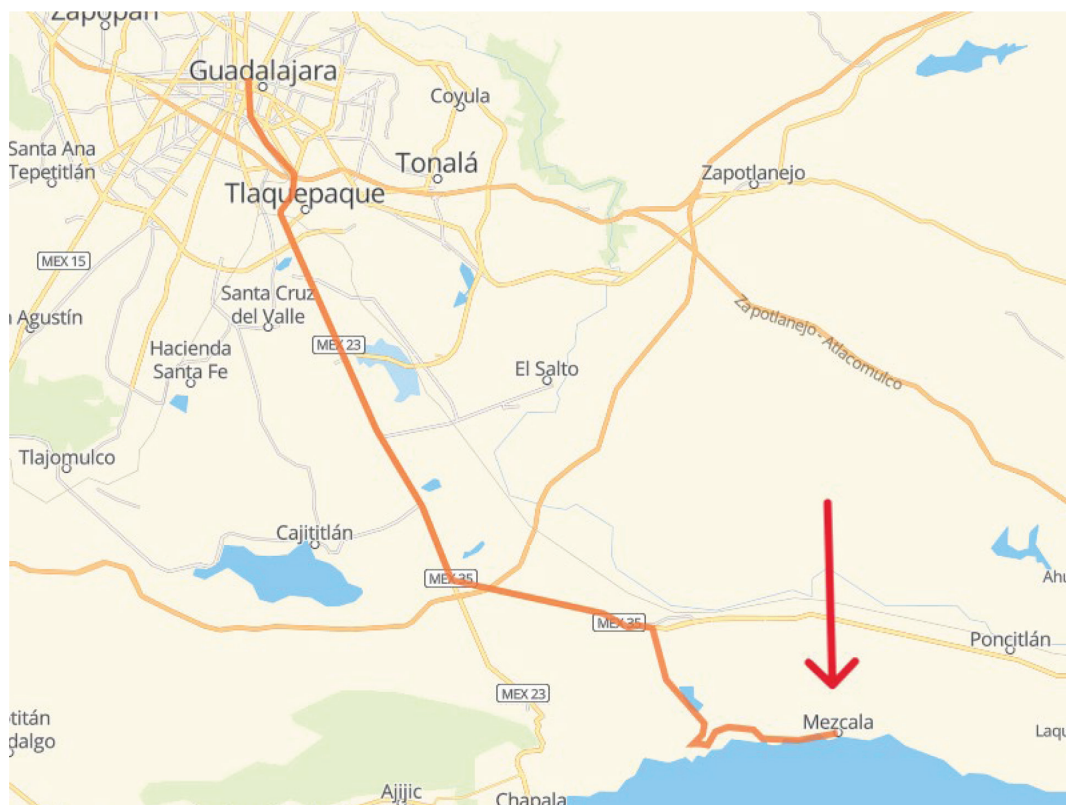 Zapopan
Guadalajara
Coyula
Santa Ana
Tepetitlán
Tonalá
Zapotlanejo
Tlaquepaque
MEX 15
Santa Cruz
del Valle
Agustín
Zapotlanejo - Atlacomulco
MEX 23
Hacienda
Santa Fe
El Salto
Tlajomulco
Cajititlán
MEX 35
Ahu
MEX 35
Poncitlán
MEX 23
Mezcala
titán
dalgo
Laqu
Ajijic
Chapala